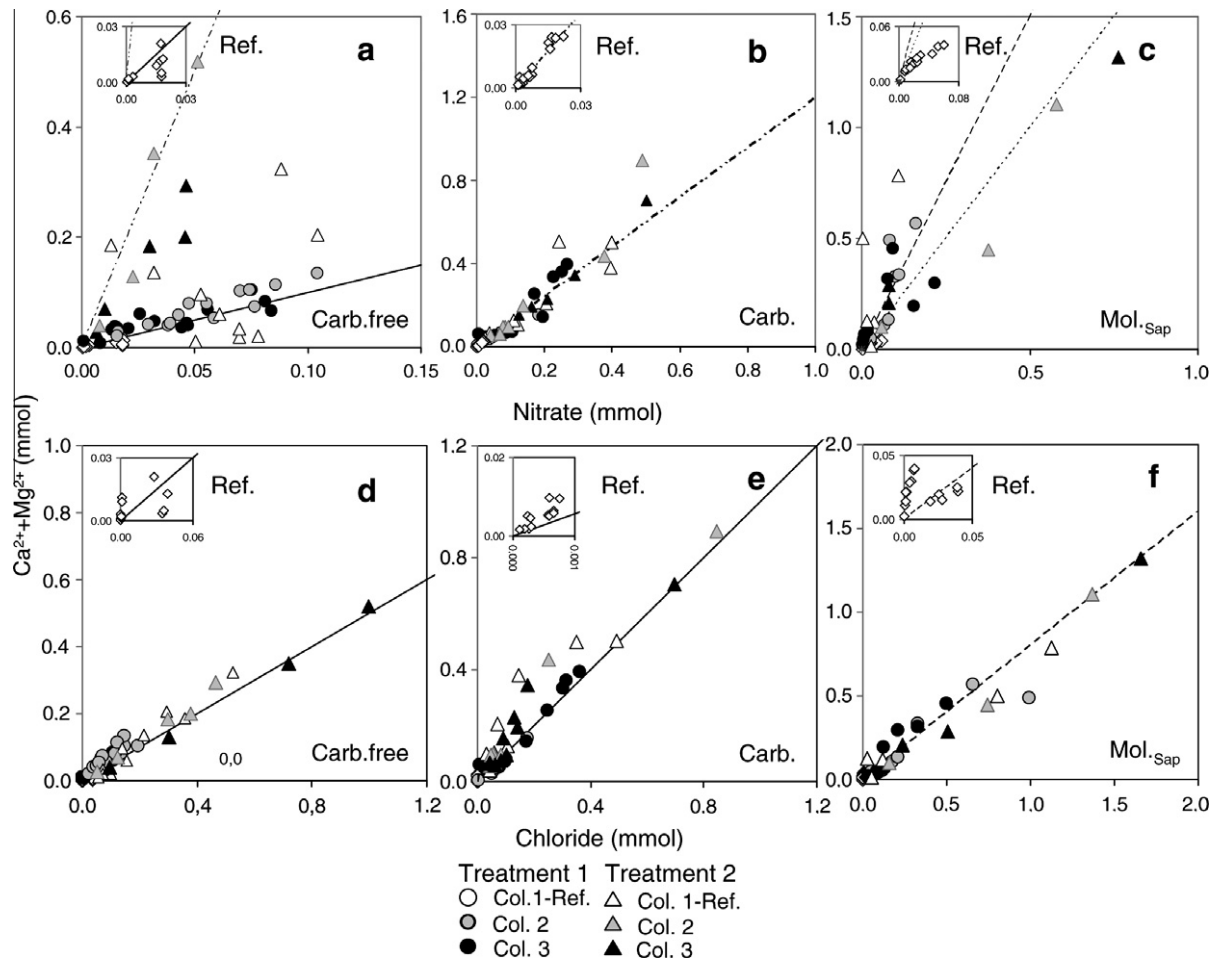 Ca²⁺+Mg²⁺ (mmol)
0.6
0.4
0.2
0.0
0.03
0.00
0.00 0.03
Ref.
a
Carb.free
0.00 0.05 0.10 0.15
1.6
1.2
0.8
0.4
0.0
0.03
0.00
0.00 0.03
Ref.
b
Carb.
0.0 0.2 0.4 0.6 0.8 1.0
1.5
1.0
0.5
0.0
0.06
0.00
0.00 0.08
Ref.
c
Mol.Sap
0.0 0.5 1.0
Nitrate (mmol)
1.0
0.8
0.6
0.4
0.2
0.0
0.03
0.00
0.00 0.06
Ref.
d
0,0
Carb.free
0.0 0,4 0.8 1.2
1.2
0.8
0.4
0.0
0.02
0.00
0.000 0.001
Ref.
e
Carb.
0.0 0.4 0.8 1.2
2.0
1.5
1.0
0.5
0.0
0.05
0.00
0.00 0.05
Ref.
f
Mol.Sap
0.0 0.5 1.0 1.5 2.0
Chloride (mmol)
Treatment 1 Treatment 2
Col.1-Ref. Col. 1-Ref.
Col. 2 Col. 2
Col. 3 Col. 3